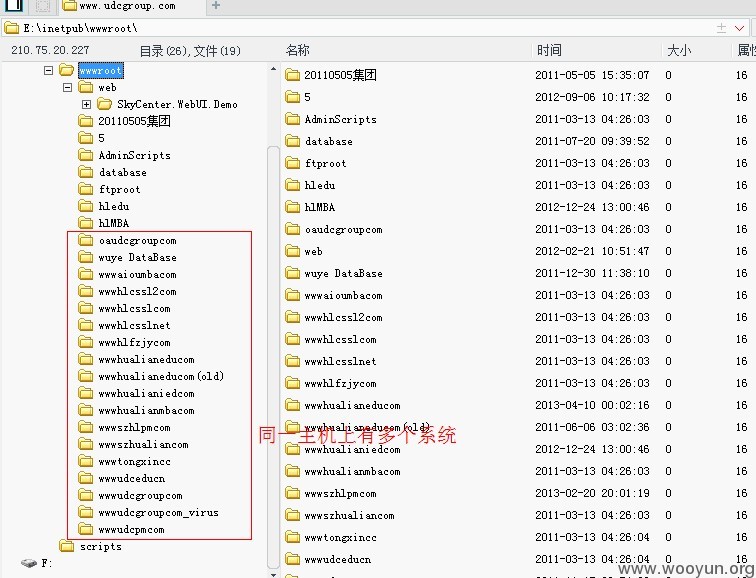 www.udcgroup.com
E:\inetpub\wwwroot\
210.75.20.227 目录(26),文件(19) 名称 时间 大小 属性
wwwroot
web
SkyCenter.WebUI.Demo
20110505集团
5
AdminScripts
database
ftproot
hledu
hlMBA
oaudcgroupcom
wuye DataBase
wwwaioumbacom
wwwhlcssl2com
wwwhlcsslcom
wwwhlcsslnet
wwwhlfzjycom
wwwhualianeducom
wwwhualianeducom(old)
wwwhualianiedcom
wwwhualianmbacom
wwwszhlpmcom
wwwszhualiancom
wwwtongxincc
wwwudceducn
wwwudcgroupcom
wwwudcgroupcom_virus
wwwudcpmcom
scripts
F:
20110505集团 2011-05-05 15:35:07 0 16
5 2012-09-06 10:17:32 0 16
AdminScripts 2011-03-13 04:26:03 0 16
database 2011-07-20 09:39:52 0 16
ftproot 2011-03-13 04:26:03 0 16
hledu 2011-03-13 04:26:03 0 16
hlMBA 2012-12-24 13:00:46 0 16
oaudcgroupcom 2011-03-13 04:26:03 0 16
web 2012-02-21 10:51:47 0 16
wuye DataBase 2011-12-30 11:38:10 0 16
wwwaioumbacom 2011-03-13 04:26:03 0 16
wwwhlcssl2com 2011-03-13 04:26:03 0 16
wwwhlcsslcom 2011-03-13 04:26:03 0 16
wwwhlcsslnet 2011-03-13 04:26:03 0 16
wwwhlfzjycom 2011-03-13 04:26:03 0 16
wwwhualianeducom 2013-04-10 00:02:16 0 16
wwwhualianeducom(old) 2011-06-06 03:02:36 0 16
同一主机上有多个系统
wwwhualianiedcom 2012-12-24 13:00:46 0 16
wwwhualianmbacom 2011-03-13 04:26:03 0 16
wwwszhlpmcom 2013-02-20 20:01:19 0 16
wwwszhualiancom 2011-03-13 04:26:03 0 16
wwwtongxincc 2011-03-13 04:26:04 0 16
wwwudceducn 2011-03-13 04:26:04 0 16
www.wooyun.org